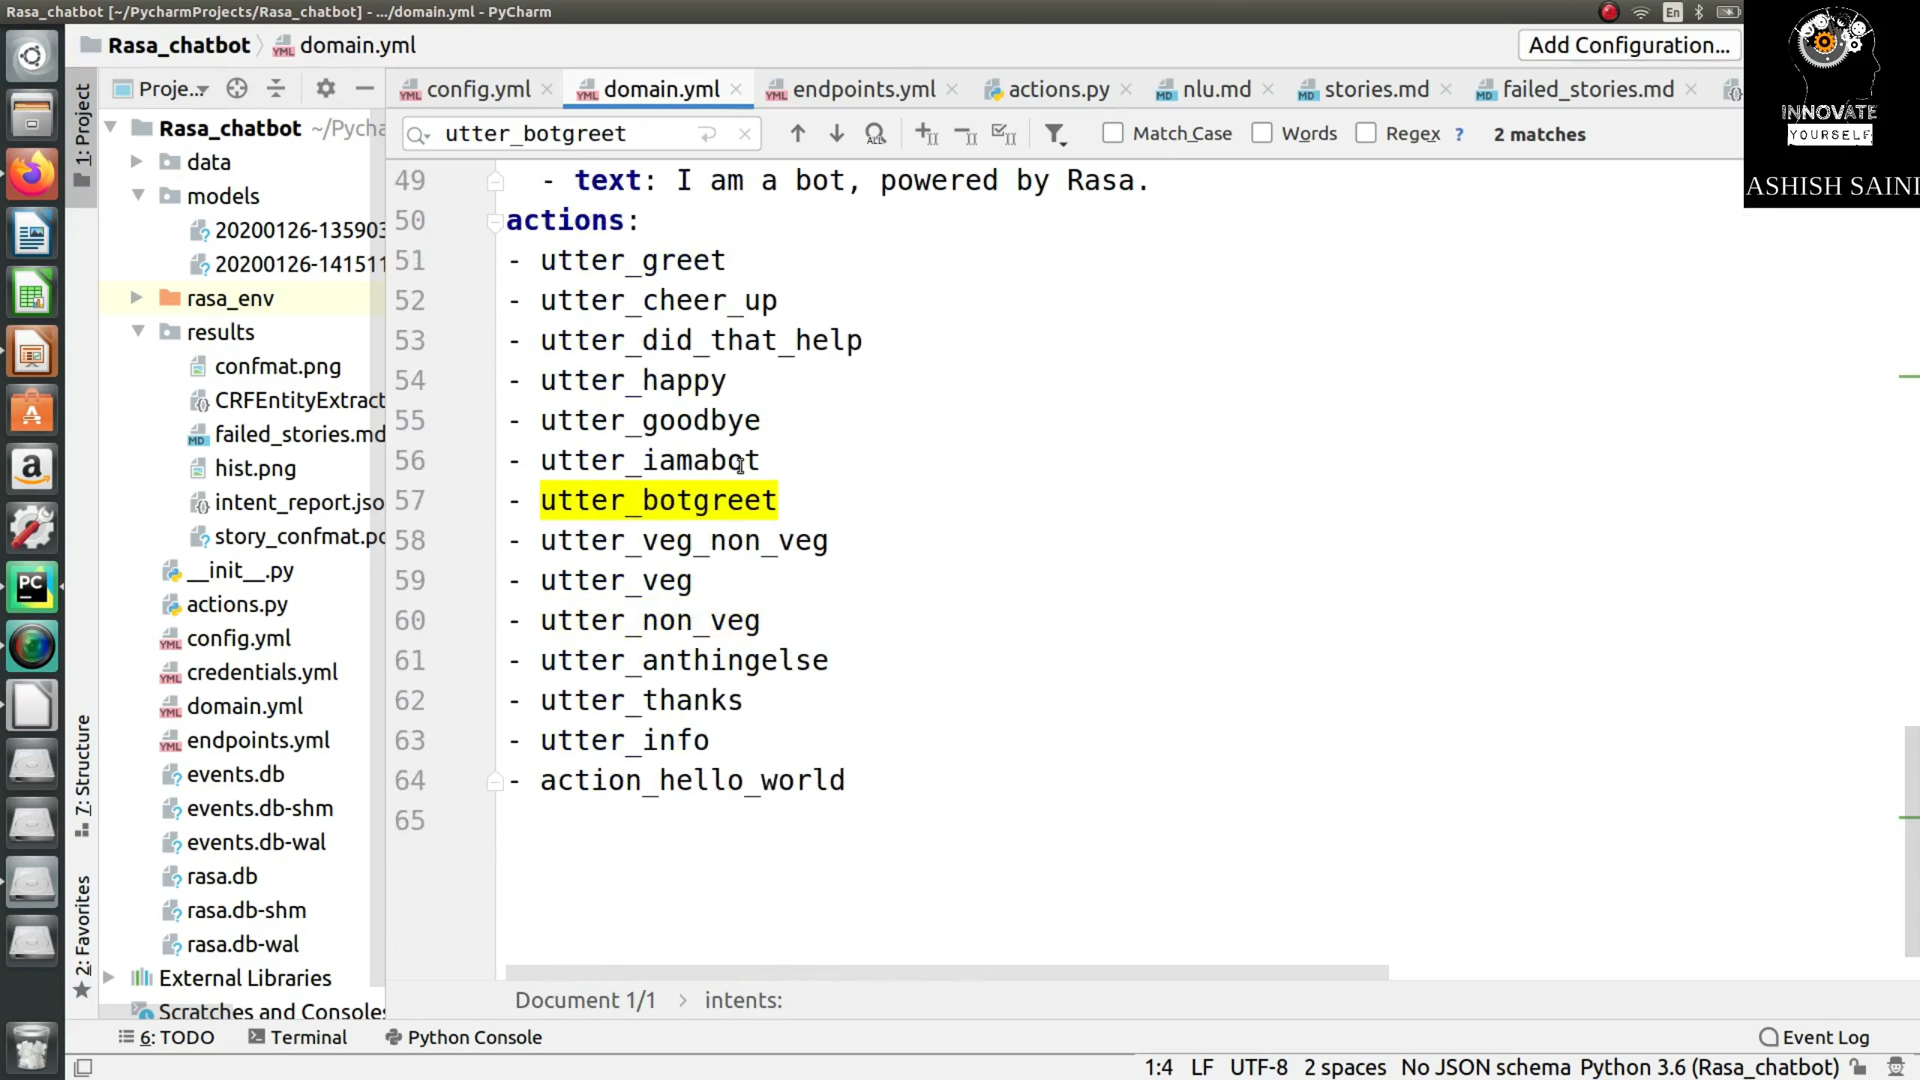 Rasa_chatbot [~/PycharmProjects/Rasa_chatbot] - .../domain.yml - PyCharm
En
Rasa_chatbot
domain.yml
Add Configuration...
INNOVATE
YOURSELF
ASHISH SAINI
1: Project
Proje...
config.yml
domain.yml
endpoints.yml
actions.py
nlu.md
stories.md
failed_stories.md
utter_botgreet
Match Case
Words
Regex
?
2 matches
Rasa_chatbot ~/Pycha
data
models
20200126-135903
20200126-141511
rasa_env
results
confmat.png
CRFEntityExtract
failed_stories.md
hist.png
intent_report.jso
story_confmat.pd
__init__.py
actions.py
config.yml
credentials.yml
domain.yml
endpoints.yml
events.db
events.db-shm
events.db-wal
rasa.db
rasa.db-shm
rasa.db-wal
External Libraries
Scratches and Consoles
7: Structure
2: Favorites
49 - text: I am a bot, powered by Rasa.
50 actions:
51 - utter_greet
52 - utter_cheer_up
53 - utter_did_that_help
54 - utter_happy
55 - utter_goodbye
56 - utter_iamabot
57 - utter_botgreet
58 - utter_veg_non_veg
59 - utter_veg
60 - utter_non_veg
61 - utter_anthingelse
62 - utter_thanks
63 - utter_info
64 - action_hello_world
65
Document 1/1 > intents:
6: TODO
Terminal
Python Console
Event Log
1:4 LF UTF-8 2 spaces No JSON schema Python 3.6 (Rasa_chatbot)